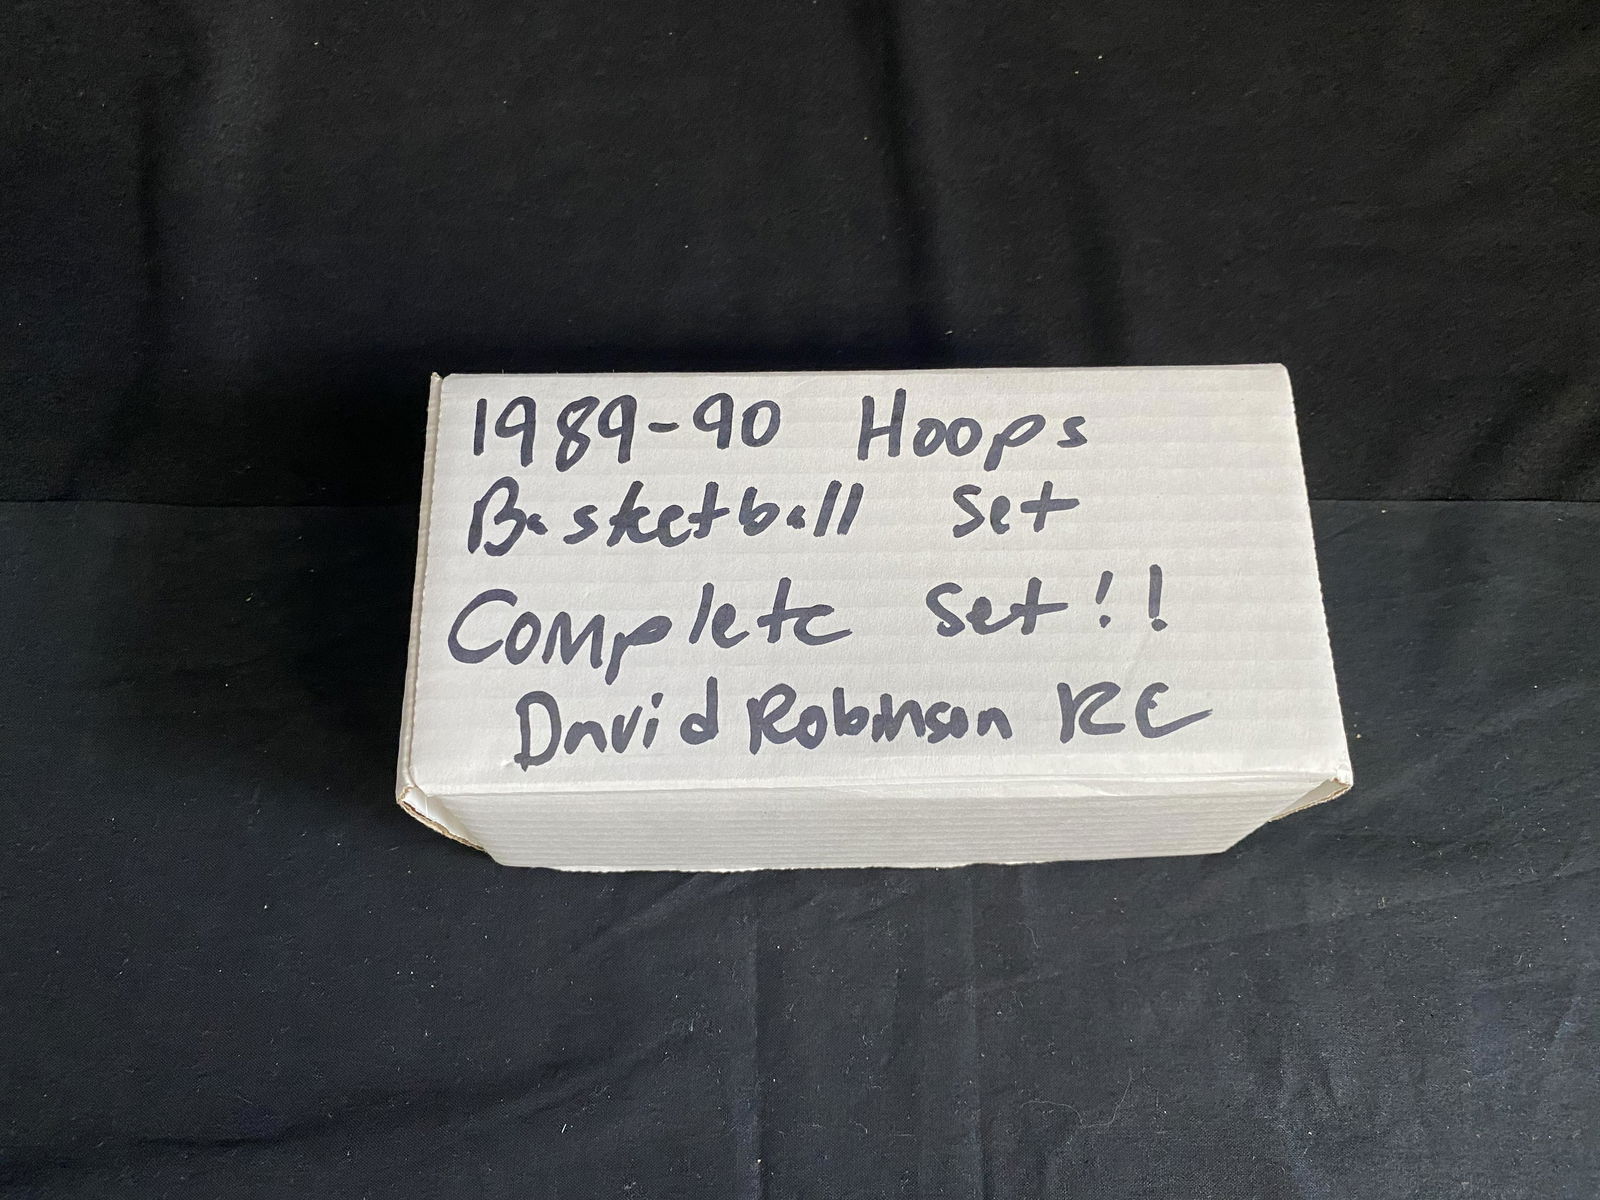 1989-90 Hoops
Basketball Set
Complete Set!!
David Robinson RC